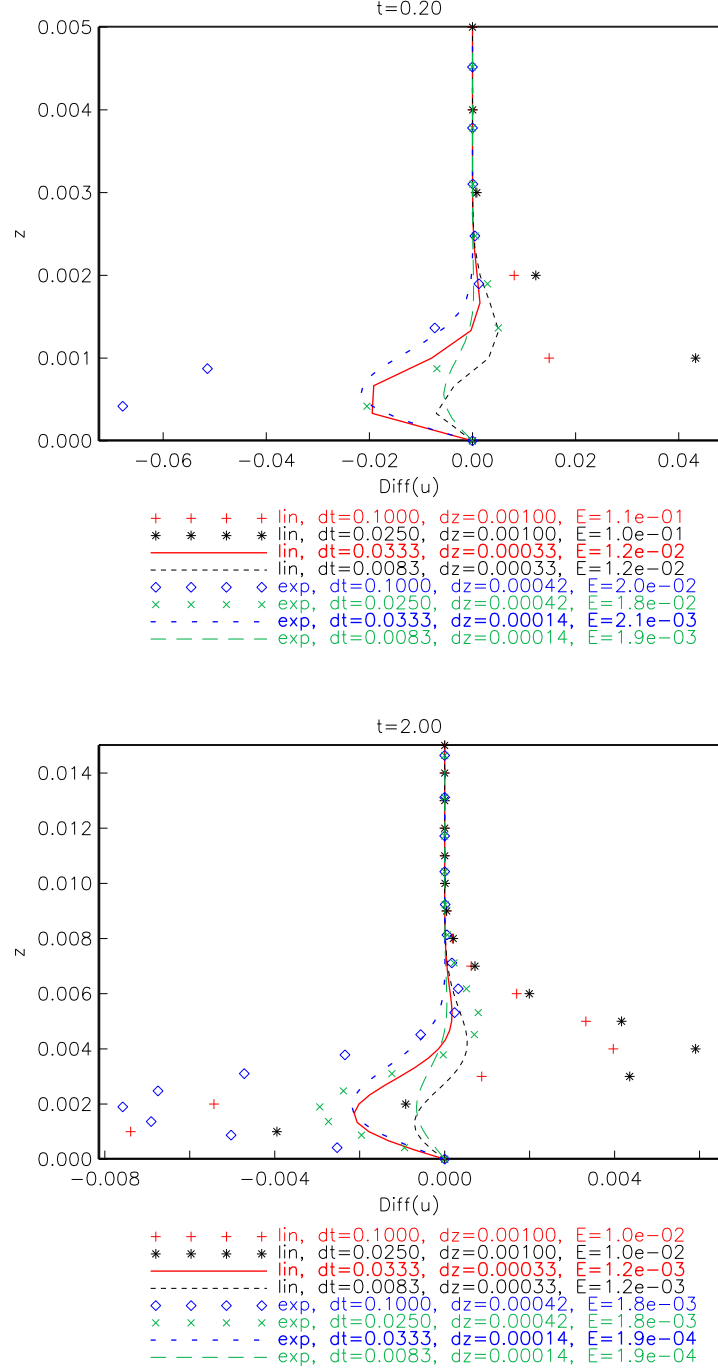 t=0.20
0.005
0.004
0.003
z
0.002
0.001
0.000
−0.06 −0.04 −0.02 0.00 0.02 0.04
Diff(u)
lin, dt=0.1000, dz=0.00100, E=1.1e−01
lin, dt=0.0250, dz=0.00100, E=1.0e−01
lin, dt=0.0333, dz=0.00033, E=1.2e−02
lin, dt=0.0083, dz=0.00033, E=1.2e−02
exp, dt=0.1000, dz=0.00042, E=2.0e−02
exp, dt=0.0250, dz=0.00042, E=1.8e−02
exp, dt=0.0333, dz=0.00014, E=2.1e−03
exp, dt=0.0083, dz=0.00014, E=1.9e−03
t=2.00
0.014
0.012
0.010
0.008
z
0.006
0.004
0.002
0.000
−0.008 −0.004 0.000 0.004
Diff(u)
lin, dt=0.1000, dz=0.00100, E=1.0e−02
lin, dt=0.0250, dz=0.00100, E=1.0e−02
lin, dt=0.0333, dz=0.00033, E=1.2e−03
lin, dt=0.0083, dz=0.00033, E=1.2e−03
exp, dt=0.1000, dz=0.00042, E=1.8e−03
exp, dt=0.0250, dz=0.00042, E=1.8e−03
exp, dt=0.0333, dz=0.00014, E=1.9e−04
exp, dt=0.0083, dz=0.00014, E=1.9e−04